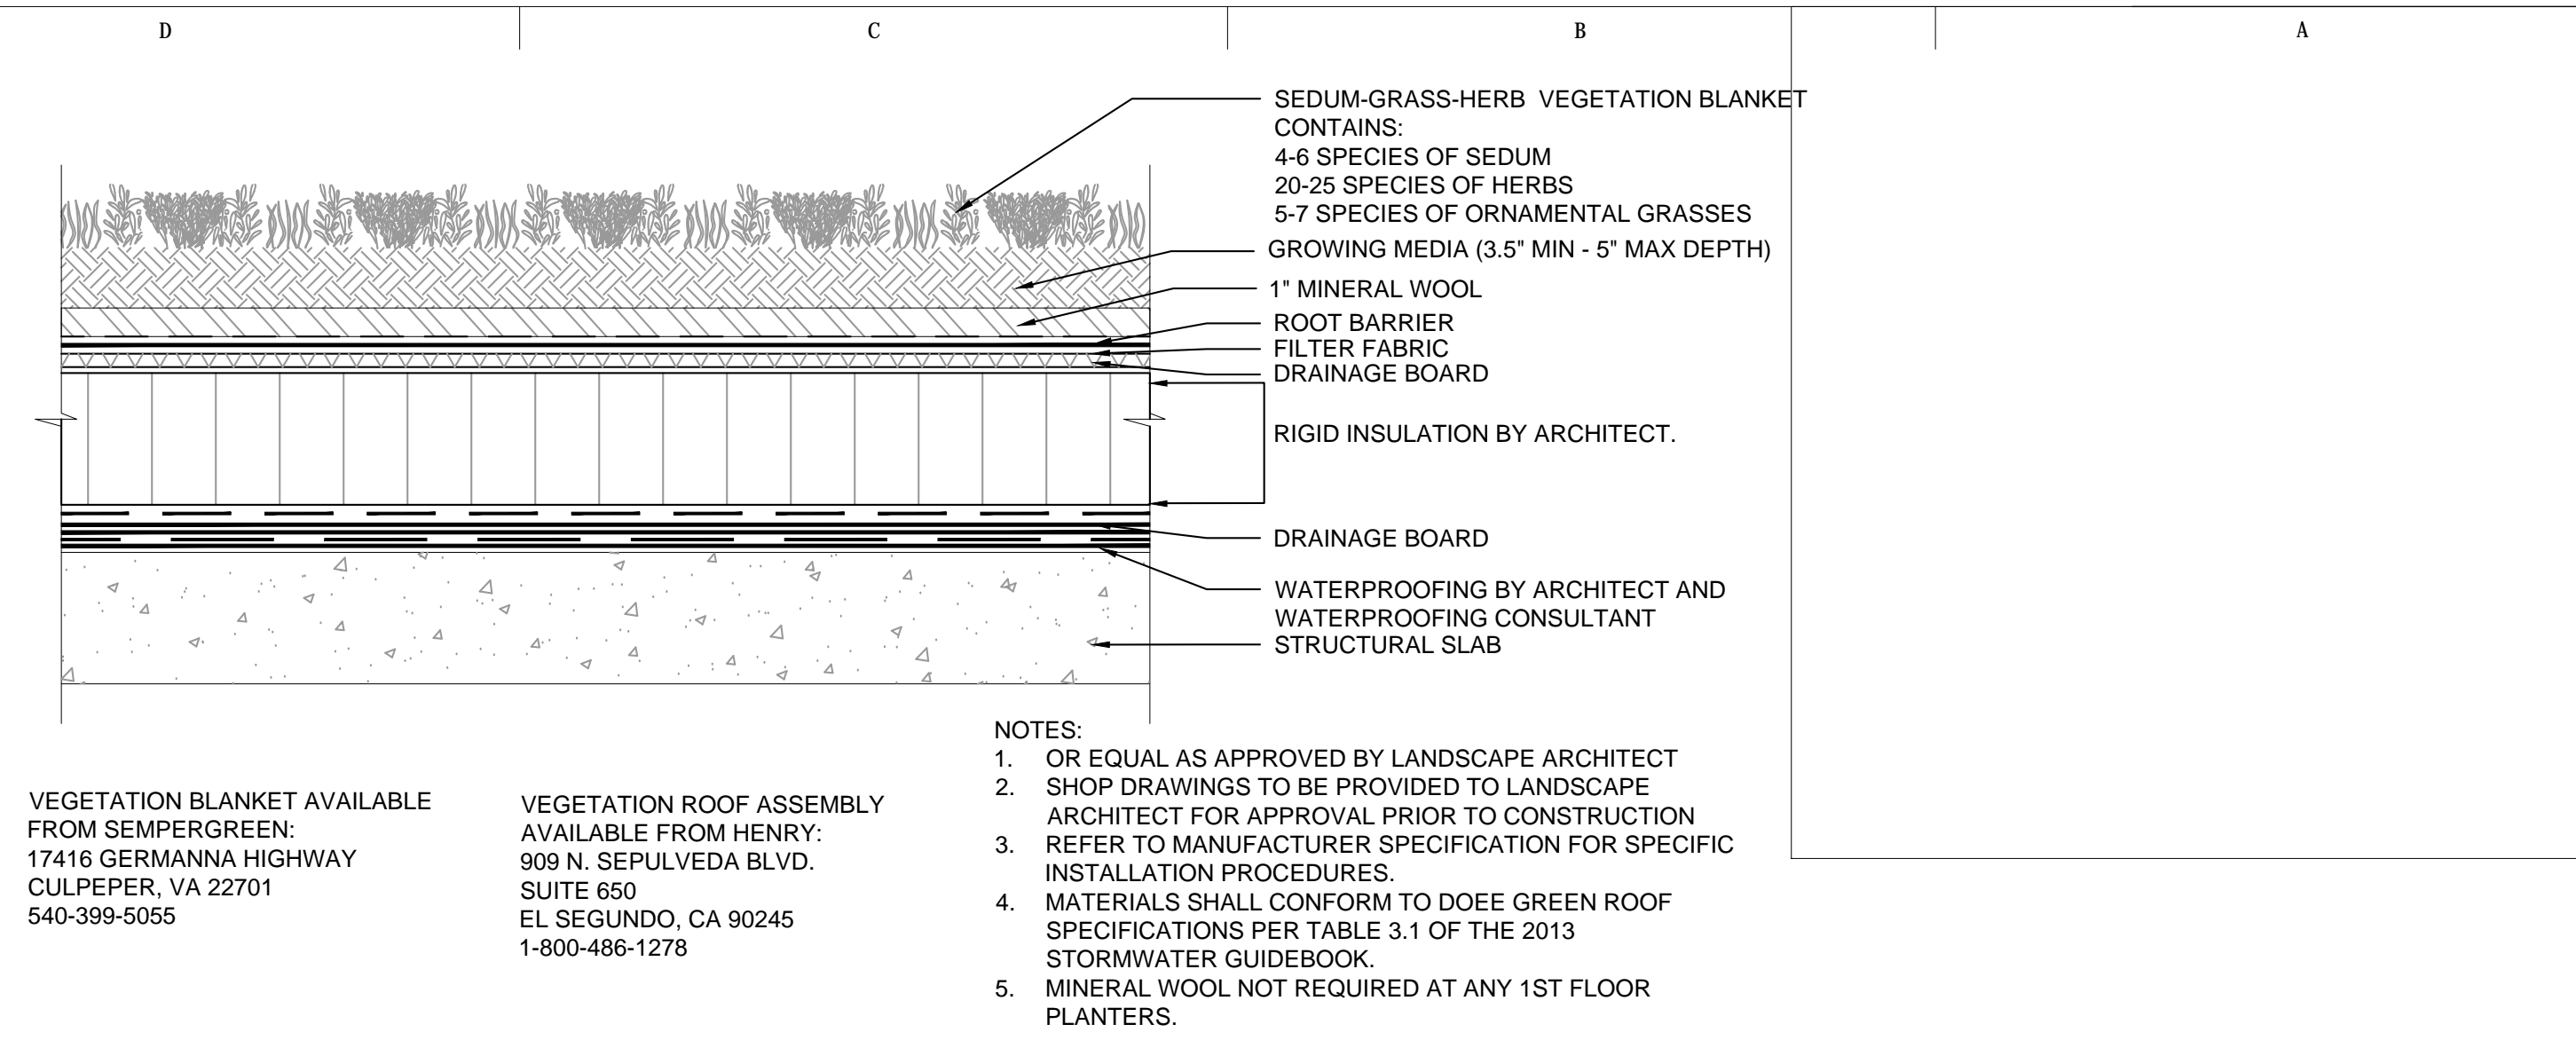 D
C
B
A
SEDUM-GRASS-HERB VEGETATION BLANKET
CONTAINS:
4-6 SPECIES OF SEDUM
20-25 SPECIES OF HERBS
5-7 SPECIES OF ORNAMENTAL GRASSES
GROWING MEDIA (3.5" MIN - 5" MAX DEPTH)
1" MINERAL WOOL
ROOT BARRIER
FILTER FABRIC
DRAINAGE BOARD
RIGID INSULATION BY ARCHITECT.
DRAINAGE BOARD
WATERPROOFING BY ARCHITECT AND
WATERPROOFING CONSULTANT
STRUCTURAL SLAB
VEGETATION BLANKET AVAILABLE
FROM SEMPERGREEN:
17416 GERMANNA HIGHWAY
CULPEPER, VA 22701
540-399-5055
VEGETATION ROOF ASSEMBLY
AVAILABLE FROM HENRY:
909 N. SEPULVEDA BLVD.
SUITE 650
EL SEGUNDO, CA 90245
1-800-486-1278
NOTES:
1. OR EQUAL AS APPROVED BY LANDSCAPE ARCHITECT
2. SHOP DRAWINGS TO BE PROVIDED TO LANDSCAPE
ARCHITECT FOR APPROVAL PRIOR TO CONSTRUCTION
3. REFER TO MANUFACTURER SPECIFICATION FOR SPECIFIC
INSTALLATION PROCEDURES.
4. MATERIALS SHALL CONFORM TO DOEE GREEN ROOF
SPECIFICATIONS PER TABLE 3.1 OF THE 2013
STORMWATER GUIDEBOOK.
5. MINERAL WOOL NOT REQUIRED AT ANY 1ST FLOOR
PLANTERS.